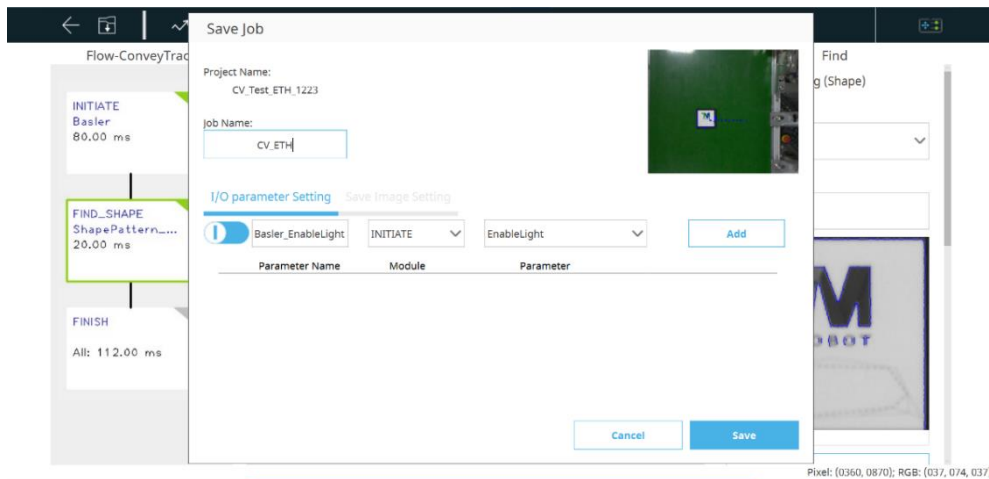 Flow-ConveyTrac
INITIATE
Basler
80.00 ms
FIND_SHAPE
ShapePattern_...
20.00 ms
FINISH
All: 112.00 ms
Save Job
Project Name:
CV_Test_ETH_1223
Job Name:
CV_ETH
I/O parameter Setting Save Image Setting
Basler_EnableLight INITIATE EnableLight Add
Parameter Name Module Parameter
Cancel Save
Find
g (Shape)
M
OBOT
Pixel: (0360, 0870); RGB: (037, 074, 037